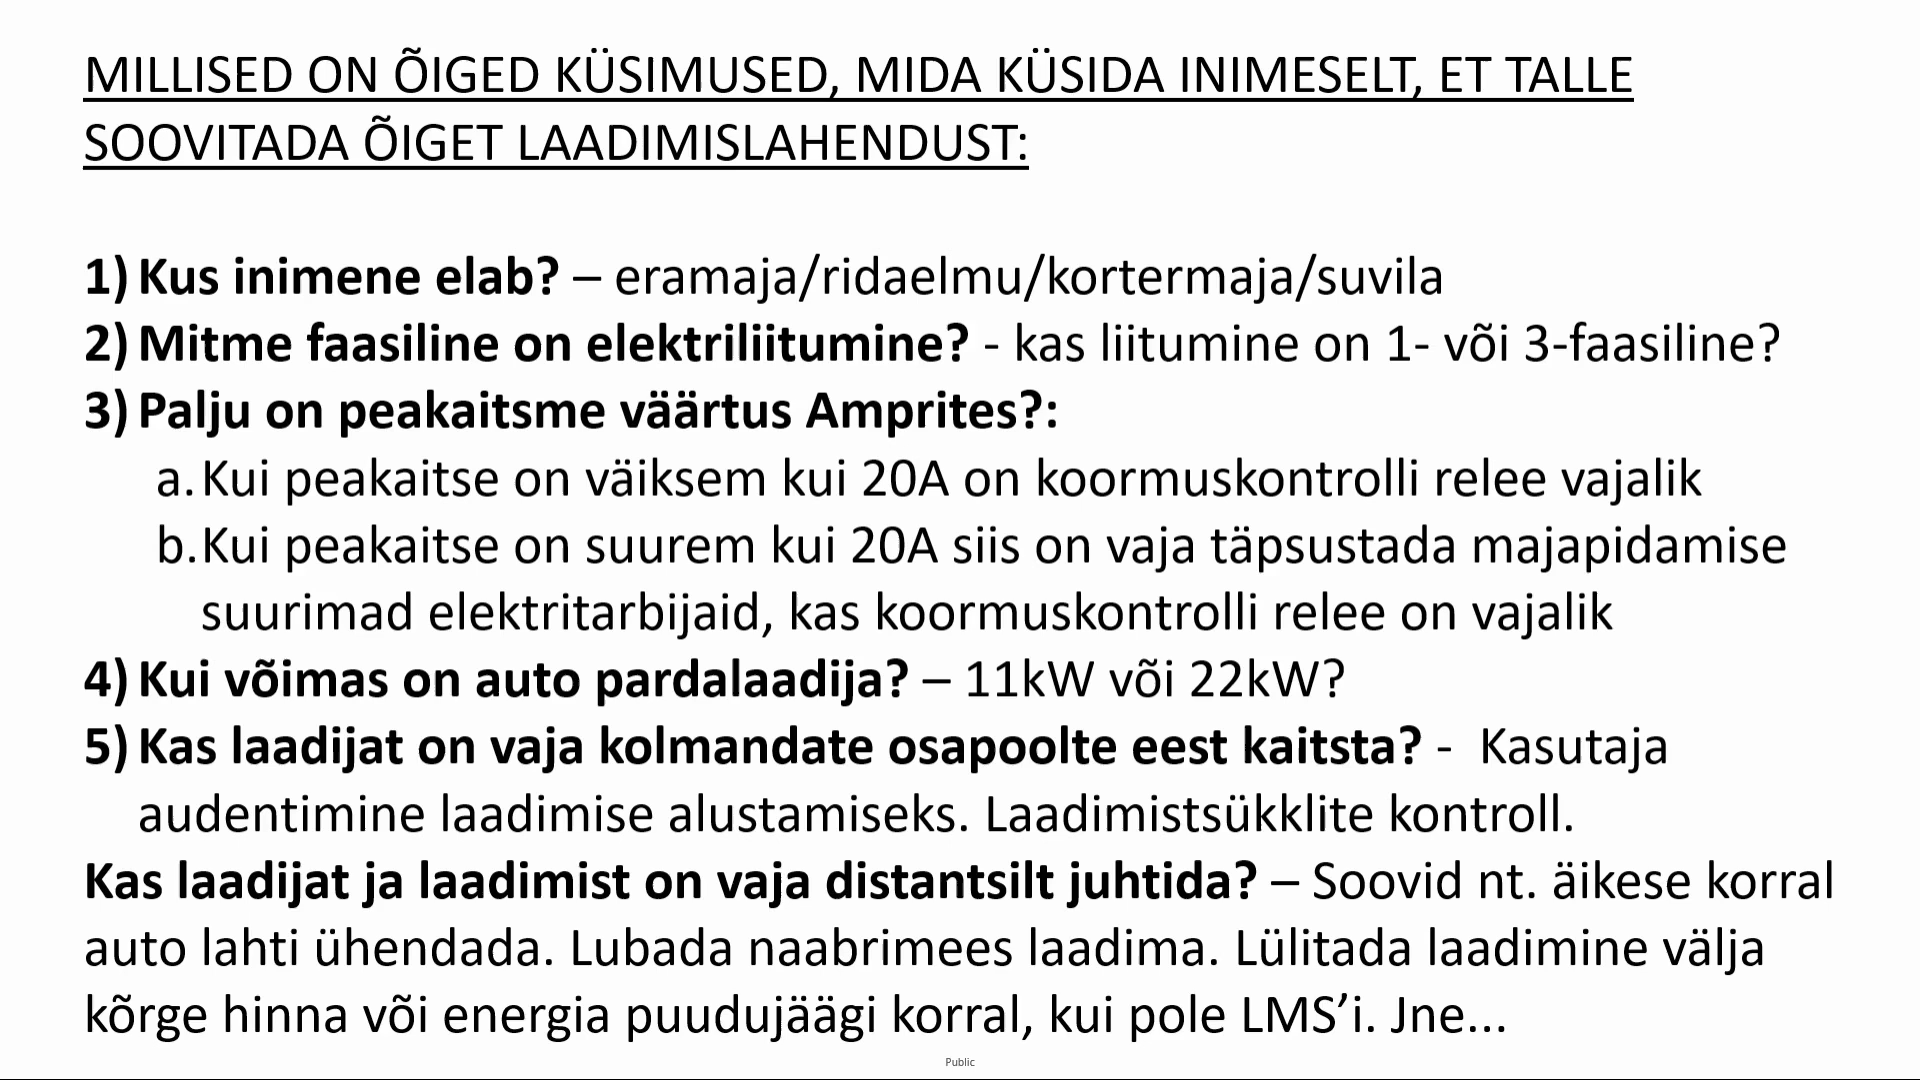 MILLISED ON ÕIGED KÜSIMUSED, MIDA KÜSIDA INIMESELT, ET TALLE
SOOVITADA ÕIGET LAADIMISLAHENDUST:
1) Kus inimene elab? – eramaja/ridaelmu/kortermaja/suvila
2) Mitme faasiline on elektriliitumine? - kas liitumine on 1- või 3-faasiline?
3) Palju on peakaitsme väärtus Amprites?:
a. Kui peakaitse on väiksem kui 20A on koormuskontrolli relee vajalik
b. Kui peakaitse on suurem kui 20A siis on vaja täpsustada majapidamise
suurimad elektritarbijaid, kas koormuskontrolli relee on vajalik
4) Kui võimas on auto pardalaadija? – 11kW või 22kW?
5) Kas laadijat on vaja kolmandate osapoolte eest kaitsta? - Kasutaja
audentimine laadimise alustamiseks. Laadimistsükklite kontroll.
Kas laadijat ja laadimist on vaja distantsilt juhtida? – Soovid nt. äikese korral
auto lahti ühendada. Lubada naabrimees laadima. Lülitada laadimine välja
kõrge hinna või energia puudujäägi korral, kui pole LMS’i. Jne...
Public